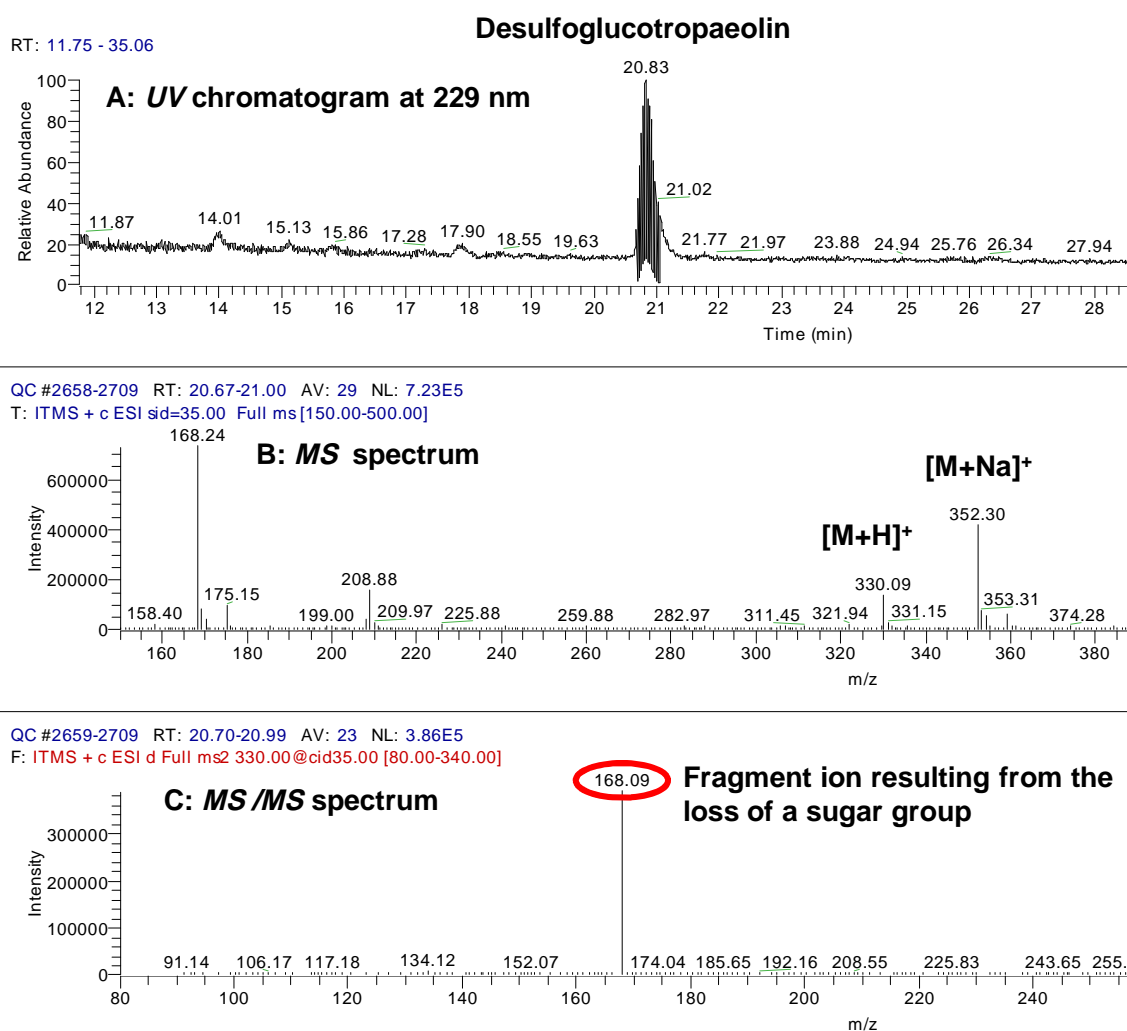 Desulfoglucotropaeolin
RT: 11.75 - 35.06
A: UV chromatogram at 229 nm
Relative Abundance
100
80
60
40
20
0
20.83
21.02
11.87
14.01
15.13
15.86
17.28
17.90
18.55
19.63
21.77
21.97
23.88
24.94
25.76
26.34
27.94
12 13 14 15 16 17 18 19 20 21 22 23 24 25 26 27 28
Time (min)
QC #2658-2709 RT: 20.67-21.00 AV: 29 NL: 7.23E5
T: ITMS + c ESI sid=35.00 Full ms [150.00-500.00]
B: MS spectrum
[M+Na]+
[M+H]+
Intensity
600000
400000
200000
0
168.24
352.30
330.09
208.88
175.15
158.40
199.00
209.97
225.88
259.88
282.97
311.45
321.94
331.15
353.31
374.28
160 180 200 220 240 260 280 300 320 340 360 380
m/z
QC #2659-2709 RT: 20.70-20.99 AV: 23 NL: 3.86E5
F: ITMS + c ESI d Full ms2 330.00@cid35.00 [80.00-340.00]
C: MS/MS spectrum
168.09
Fragment ion resulting from the
loss of a sugar group
Intensity
300000
200000
100000
0
91.14
106.17
117.18
134.12
152.07
174.04
185.65
192.16
208.55
225.83
243.65
255.
80 100 120 140 160 180 200 220 240
m/z